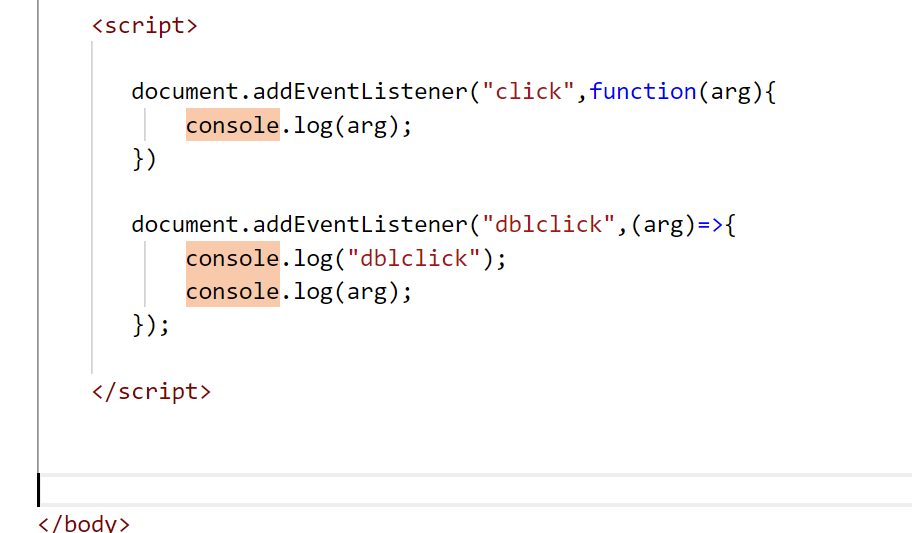 <script>
document.addEventListener("click",function(arg){
console.log(arg);
})
document.addEventListener("dblclick",(arg)=>{
console.log("dblclick");
console.log(arg);
});
</script>
</body>